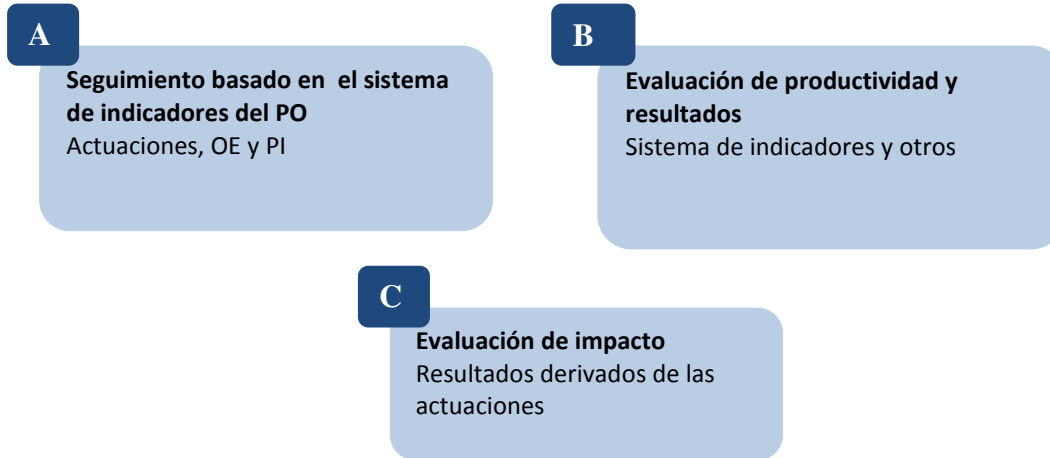 A
Seguimiento basado en el sistema
de indicadores del PO
Actuaciones, OE y PI
B
Evaluación de productividad y
resultados
Sistema de indicadores y otros
C
Evaluación de impacto
Resultados derivados de las
actuaciones